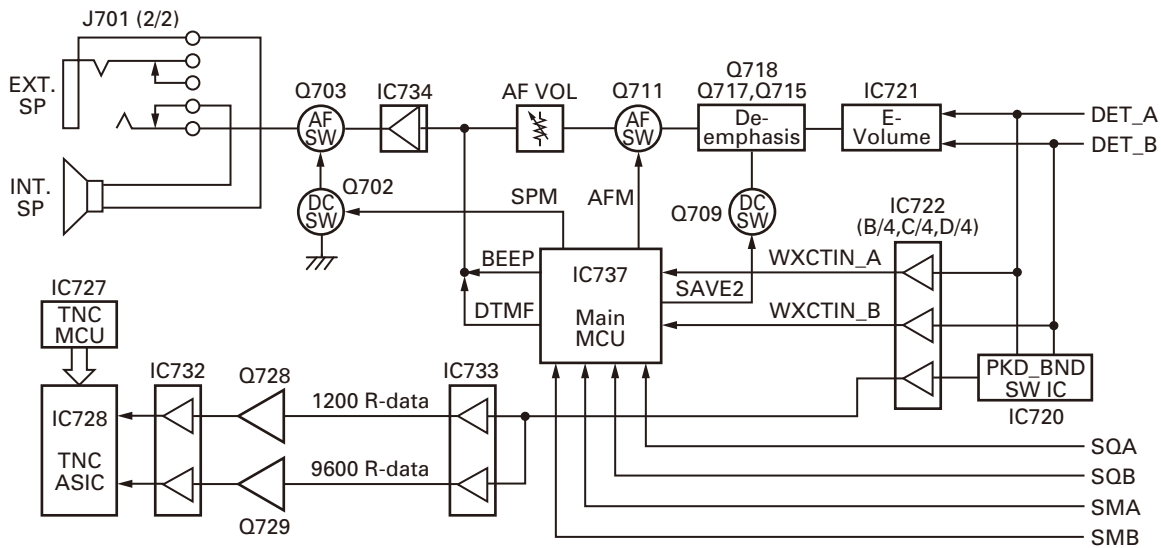 J701 (2/2)
EXT.
SP
INT.
SP
Q703
AF
SW
IC734
AF VOL
Q711
AF
SW
Q718
Q717,Q715
De-
emphasis
IC721
E-
Volume
DET_A
DET_B
Q702
DC
SW
SPM
AFM
Q709
DC
SW
IC722
(B/4,C/4,D/4)
BEEP
DTMF
IC737
Main
MCU
WXCTIN_A
SAVE2
WXCTIN_B
PKD_BND
SW IC
IC720
IC727
TNC
MCU
IC728
TNC
ASIC
IC732
Q728
1200 R-data
IC733
9600 R-data
Q729
SQA
SQB
SMA
SMB